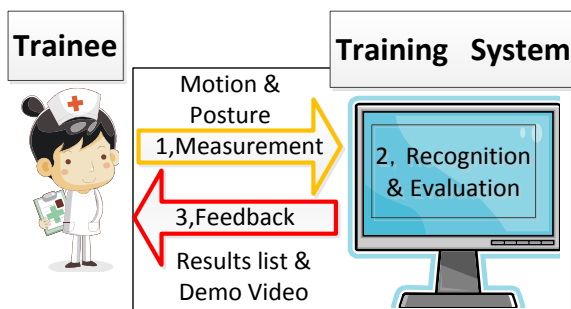 Trainee
Training System
Motion &
Posture
1,Measurement
2, Recognition
& Evaluation
3,Feedback
Results list &
Demo Video